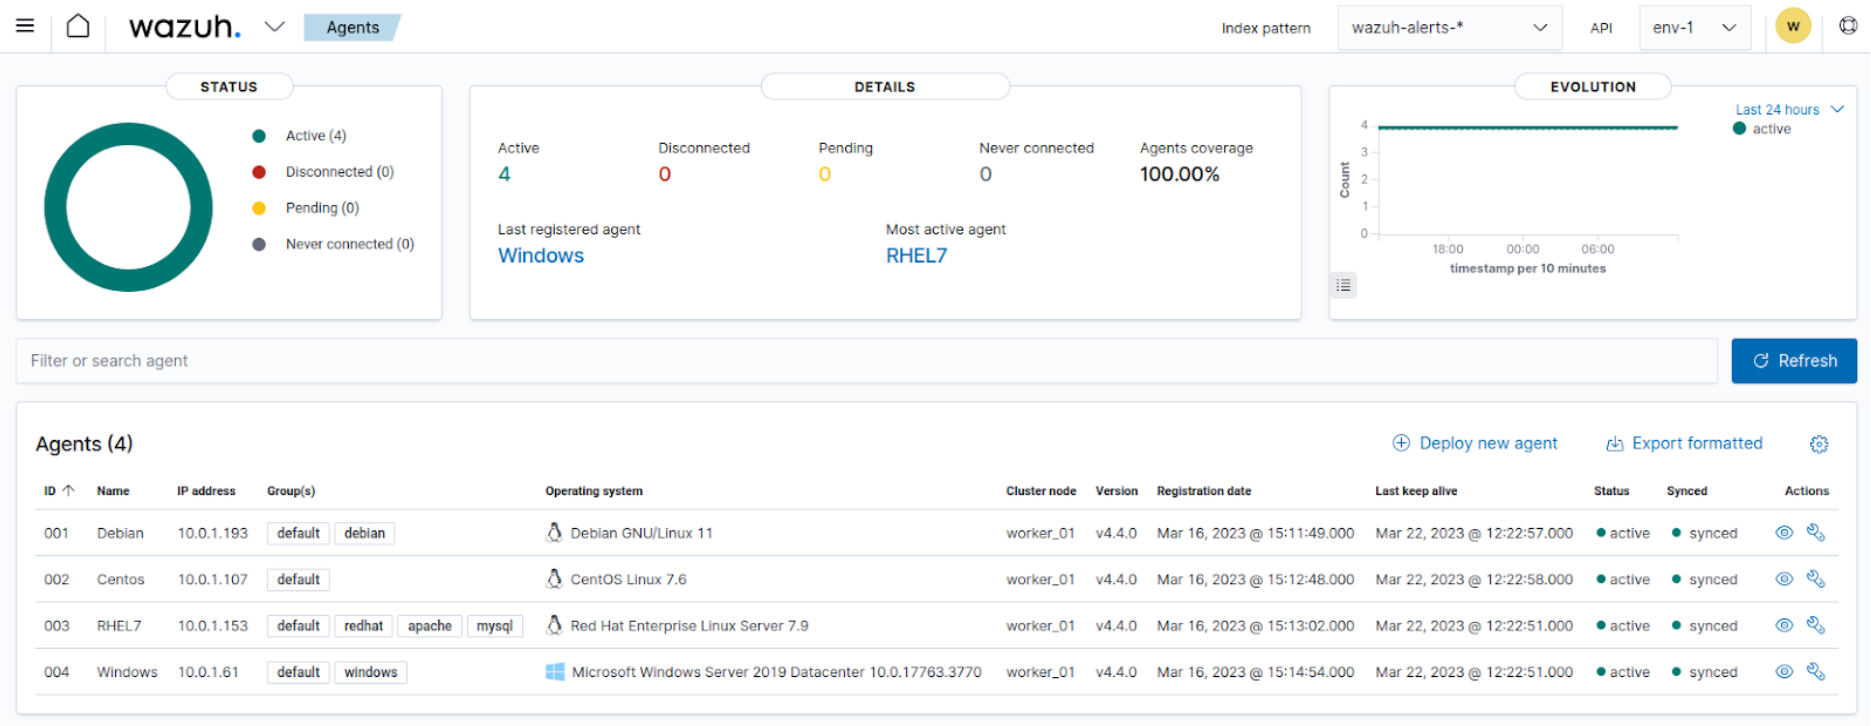 wazuh. Agents Index pattern wazuh-alerts-* API env-1 W
STATUS
Active (4)
Disconnected (0)
Pending (0)
Never connected (0)
DETAILS
Active Disconnected Pending Never connected Agents coverage
4 0 0 0 100.00%
Last registered agent Most active agent
Windows RHEL7
EVOLUTION
Last 24 hours
active
4
3
2
1
0
Count
18:00 00:00 06:00
timestamp per 10 minutes
Filter or search agent Refresh
Agents (4) Deploy new agent Export formatted
ID Name IP address Group(s) Operating system Cluster node Version Registration date Last keep alive Status Synced Actions
001 Debian 10.0.1.193 default debian Debian GNU/Linux 11 worker_01 v4.4.0 Mar 16, 2023 @ 15:11:49.000 Mar 22, 2023 @ 12:22:57.000 active synced
002 Centos 10.0.1.107 default CentOS Linux 7.6 worker_01 v4.4.0 Mar 16, 2023 @ 15:12:48.000 Mar 22, 2023 @ 12:22:58.000 active synced
003 RHEL7 10.0.1.153 default redhat apache mysql Red Hat Enterprise Linux Server 7.9 worker_01 v4.4.0 Mar 16, 2023 @ 15:13:02.000 Mar 22, 2023 @ 12:22:51.000 active synced
004 Windows 10.0.1.61 default windows Microsoft Windows Server 2019 Datacenter 10.0.17763.3770 worker_01 v4.4.0 Mar 16, 2023 @ 15:14:54.000 Mar 22, 2023 @ 12:22:51.000 active synced